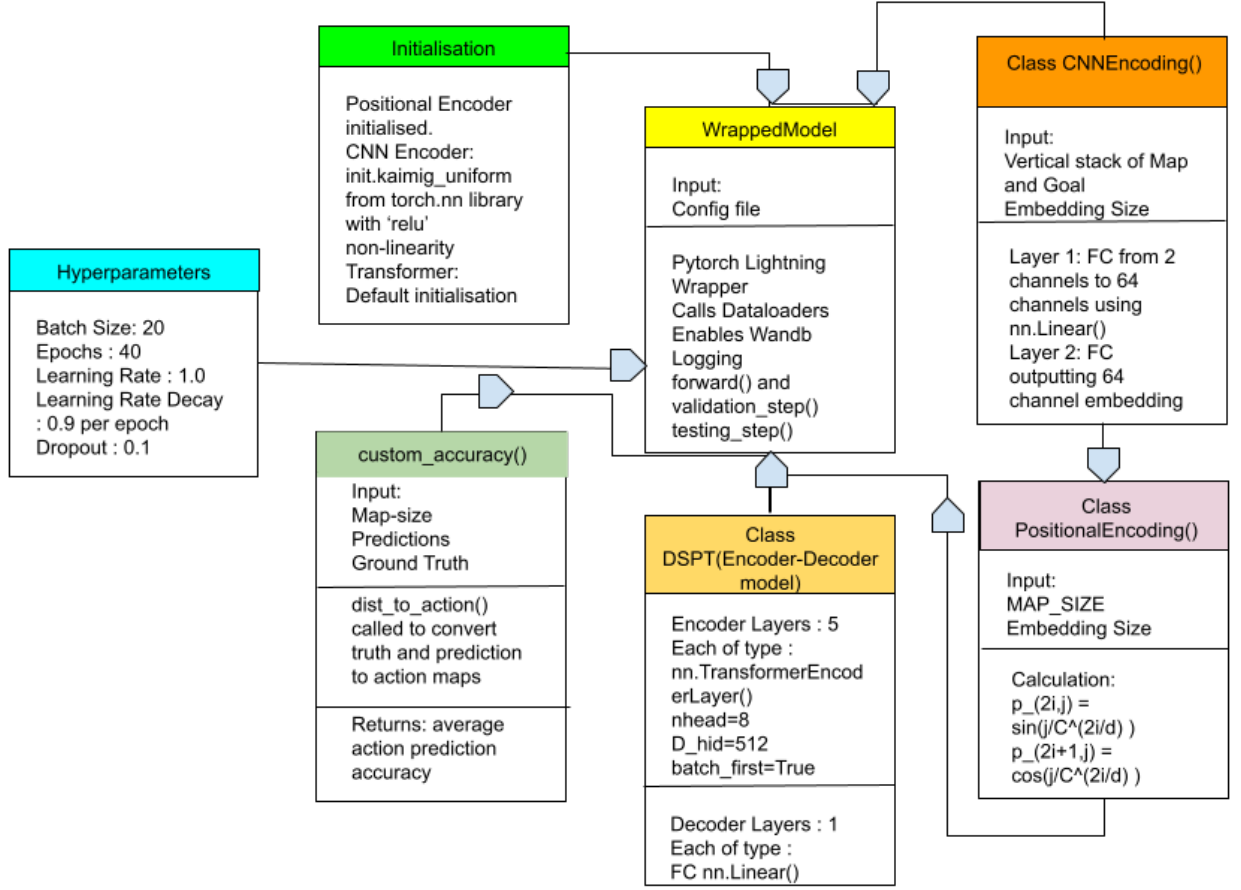 Initialisation
Positional Encoder
initialised.
CNN Encoder:
init.kaimig_uniform
from torch.nn library
with ‘relu’
non-linearity
Transformer:
Default initialisation
Class CNNEncoding()
Input:
Vertical stack of Map
and Goal
Embedding Size
Layer 1: FC from 2
channels to 64
channels using
nn.Linear()
Layer 2: FC
outputting 64
channel embedding
WrappedModel
Input:
Config file
Pytorch Lightning
Wrapper
Calls Dataloaders
Enables Wandb
Logging
forward() and
validation_step()
testing_step()
Hyperparameters
Batch Size: 20
Epochs : 40
Learning Rate : 1.0
Learning Rate Decay
: 0.9 per epoch
Dropout : 0.1
custom_accuracy()
Input:
Map-size
Predictions
Ground Truth
dist_to_action()
called to convert
truth and prediction
to action maps
Returns: average
action prediction
accuracy
Class
DSPT(Encoder-Decoder
model)
Encoder Layers : 5
Each of type :
nn.TransformerEncod
erLayer()
nhead=8
D_hid=512
batch_first=True
Decoder Layers : 1
Each of type :
FC nn.Linear()
Class
PositionalEncoding()
Input:
MAP_SIZE
Embedding Size
Calculation:
p_(2i,j) =
sin(j/C^(2i/d) )
p_(2i+1,j) =
cos(j/C^(2i/d) )